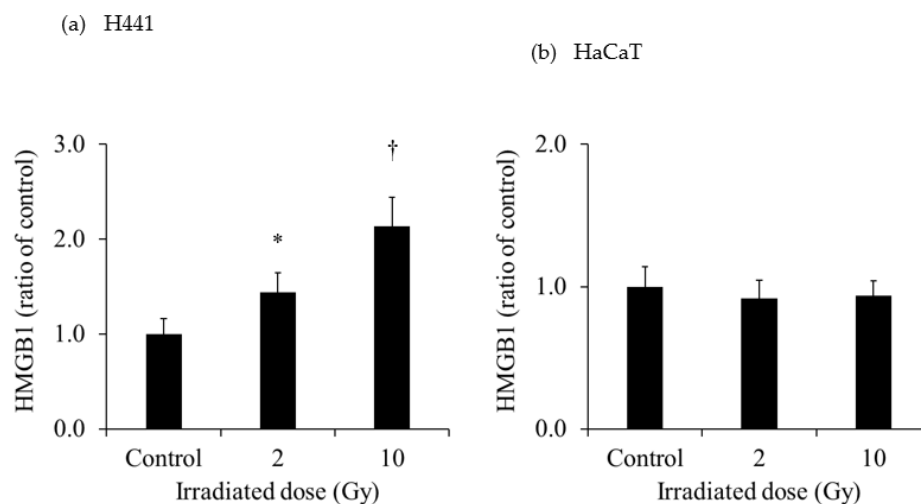 (a) H441
(b) HaCaT
HMGB1 (ratio of control)
3.0
2.0
1.0
0.0
*
†
Control 2 10
Irradiated dose (Gy)
HMGB1 (ratio of control)
2.0
1.0
0.0
Control 2 10
Irradiated dose (Gy)